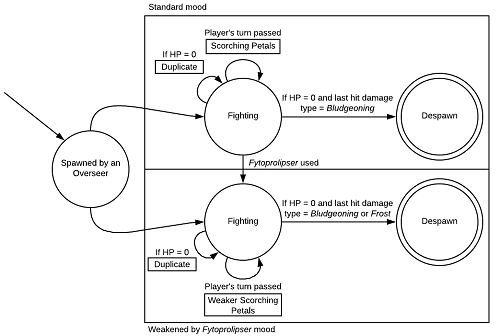 Standard mood
Player's turn passed
Scorching Petals
If HP = 0
Duplicate
Fighting
If HP = 0 and last hit damage
type = Bludgeoning
Despawn
Spawned by an
Overseer
Fytoprolipser used
Fighting
If HP = 0 and last hit damage
type = Bludgeoning or Frost
Despawn
If HP = 0
Duplicate
Player's turn passed
Weaker Scorching
Petals
Weakened by Fytoprolipser mood